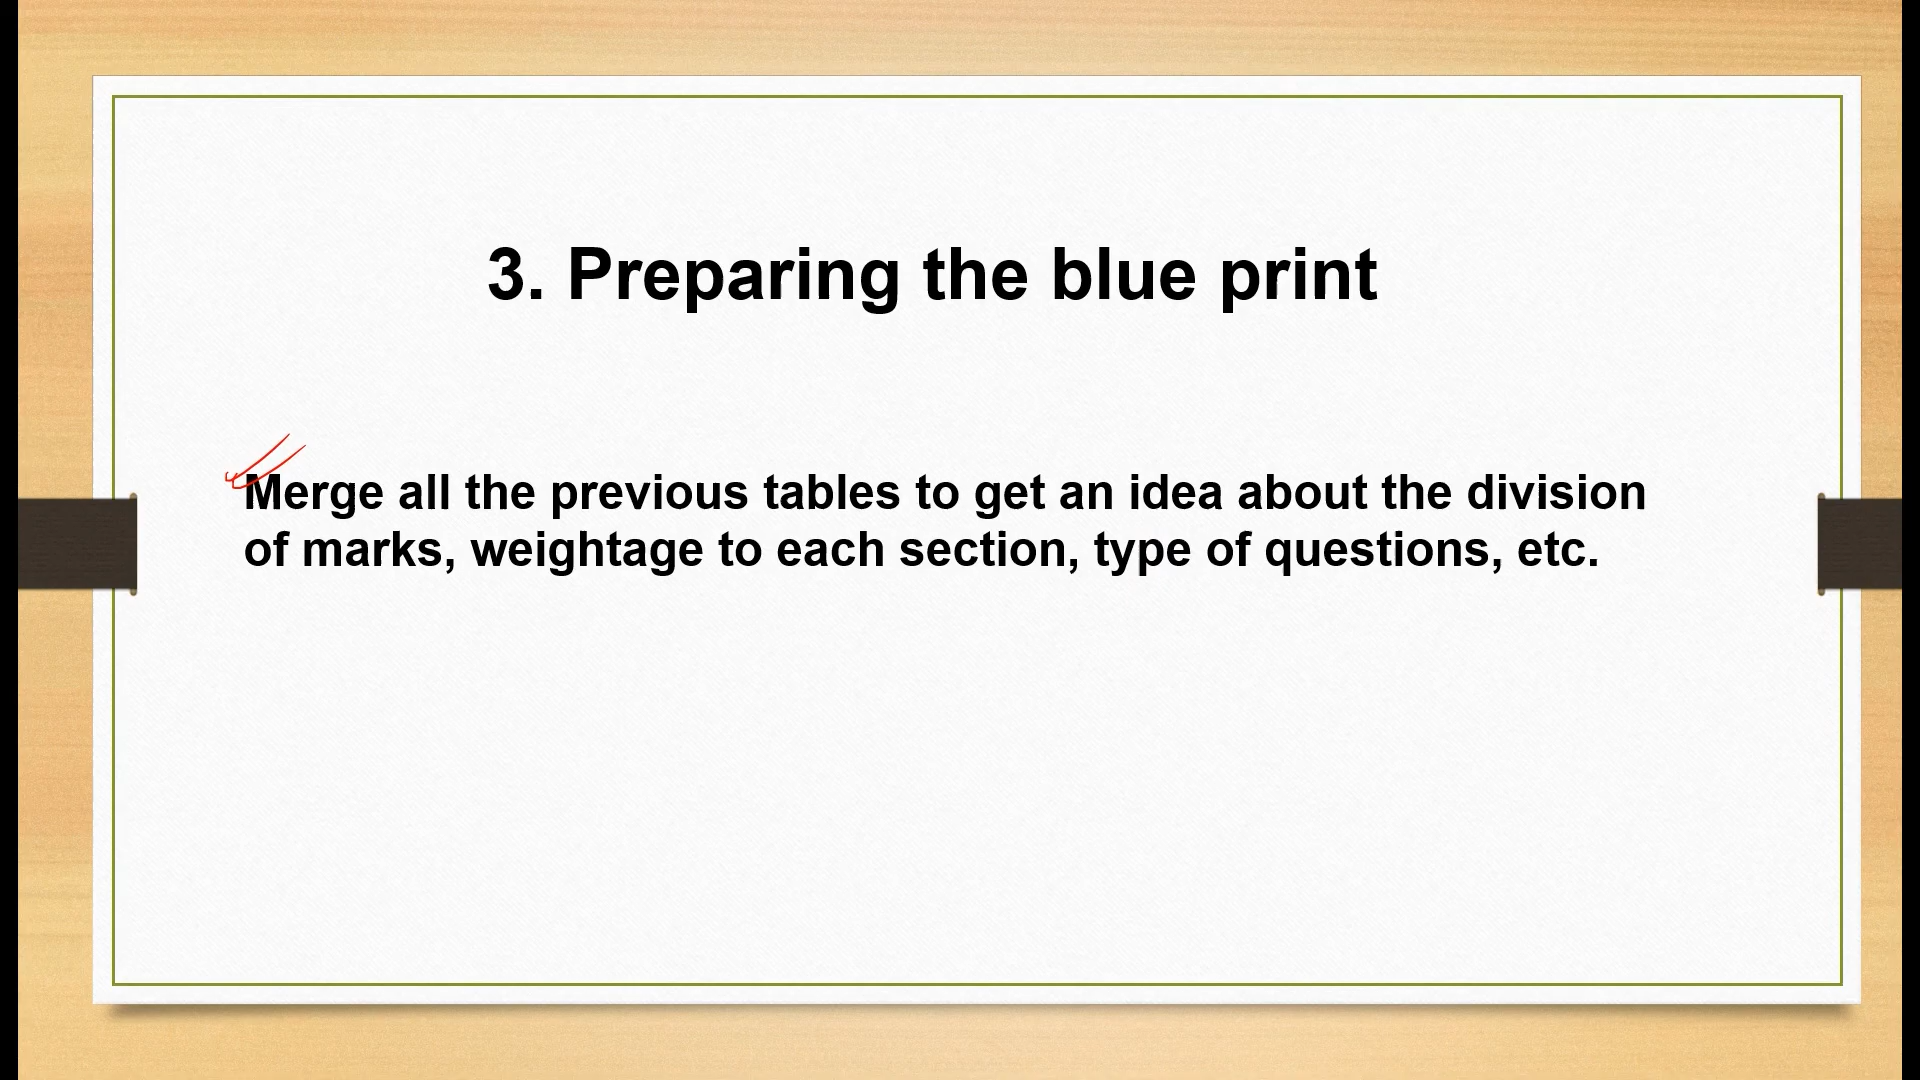 3. Preparing the blue print
Merge all the previous tables to get an idea about the division
of marks, weightage to each section, type of questions, etc.